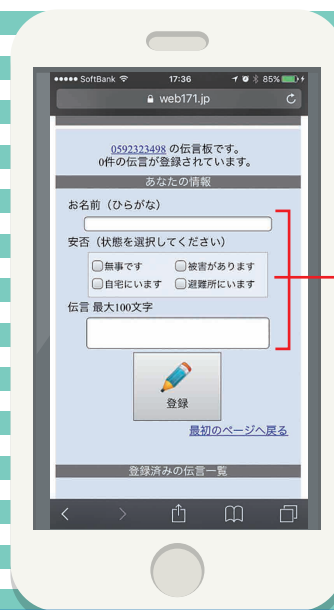 SoftBank 17:36 85%
web171.jp
0592323498 の伝言板です。
0件の伝言が登録されています。
あなたの情報
お名前（ひらがな）
安否（状態を選択してください）
無事です 被害があります
自宅にいます 避難所にいます
伝言 最大100文字
登録
最初のページへ戻る
登録済みの伝言一覧